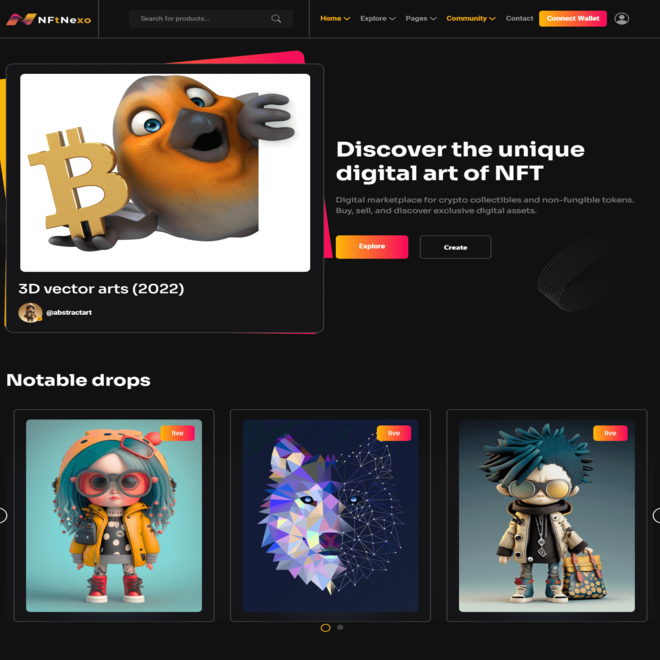 NFtNexo
Search for products...
Home
Explore
Pages
Community
Contact
Connect Wallet
Discover the unique
digital art of NFT
Digital marketplace for crypto collectibles and non-fungible tokens.
Buy, sell, and discover exclusive digital assets.
Explore
Create
3D vector arts (2022)
@abstractart
Notable drops
live
live
live